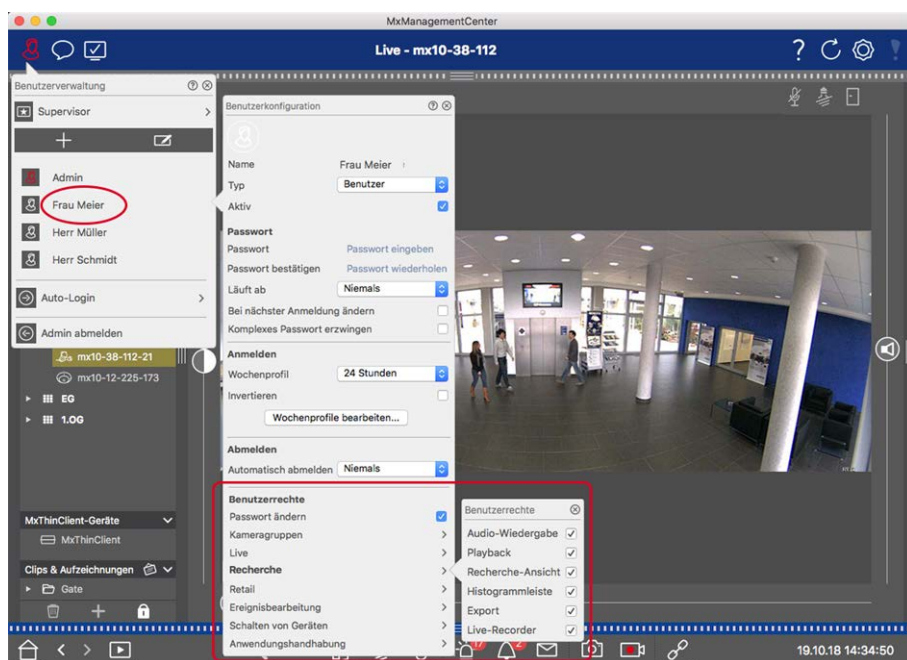 MxManagementCenter
Live - mx10-38-112
Benutzerverwaltung
Supervisor
Admin
Frau Meier
Herr Müller
Herr Schmidt
Auto-Login
Admin abmelden
mx10-38-112-21
mx10-12-225-173
EG
1.OG
MxThinClient-Geräte
MxThinClient
Clips & Aufzeichnungen
Gate
Benutzerkonfiguration
Name Frau Meier
Typ Benutzer
Aktiv
Passwort
Passwort Passwort eingeben
Passwort bestätigen Passwort wiederholen
Läuft ab Niemals
Bei nächster Anmeldung ändern
Komplexes Passwort erzwingen
Anmelden
Wochenprofil 24 Stunden
Invertieren
Wochenprofile bearbeiten...
Abmelden
Automatisch abmelden Niemals
Benutzerrechte
Passwort ändern
Kameragruppen
Live
Recherche
Retail
Ereignisbearbeitung
Schalten von Geräten
Anwendungshandhabung
Benutzerrechte
Audio-Wiedergabe
Playback
Recherche-Ansicht
Histogrammleiste
Export
Live-Recorder
19.10.18 14:34:50